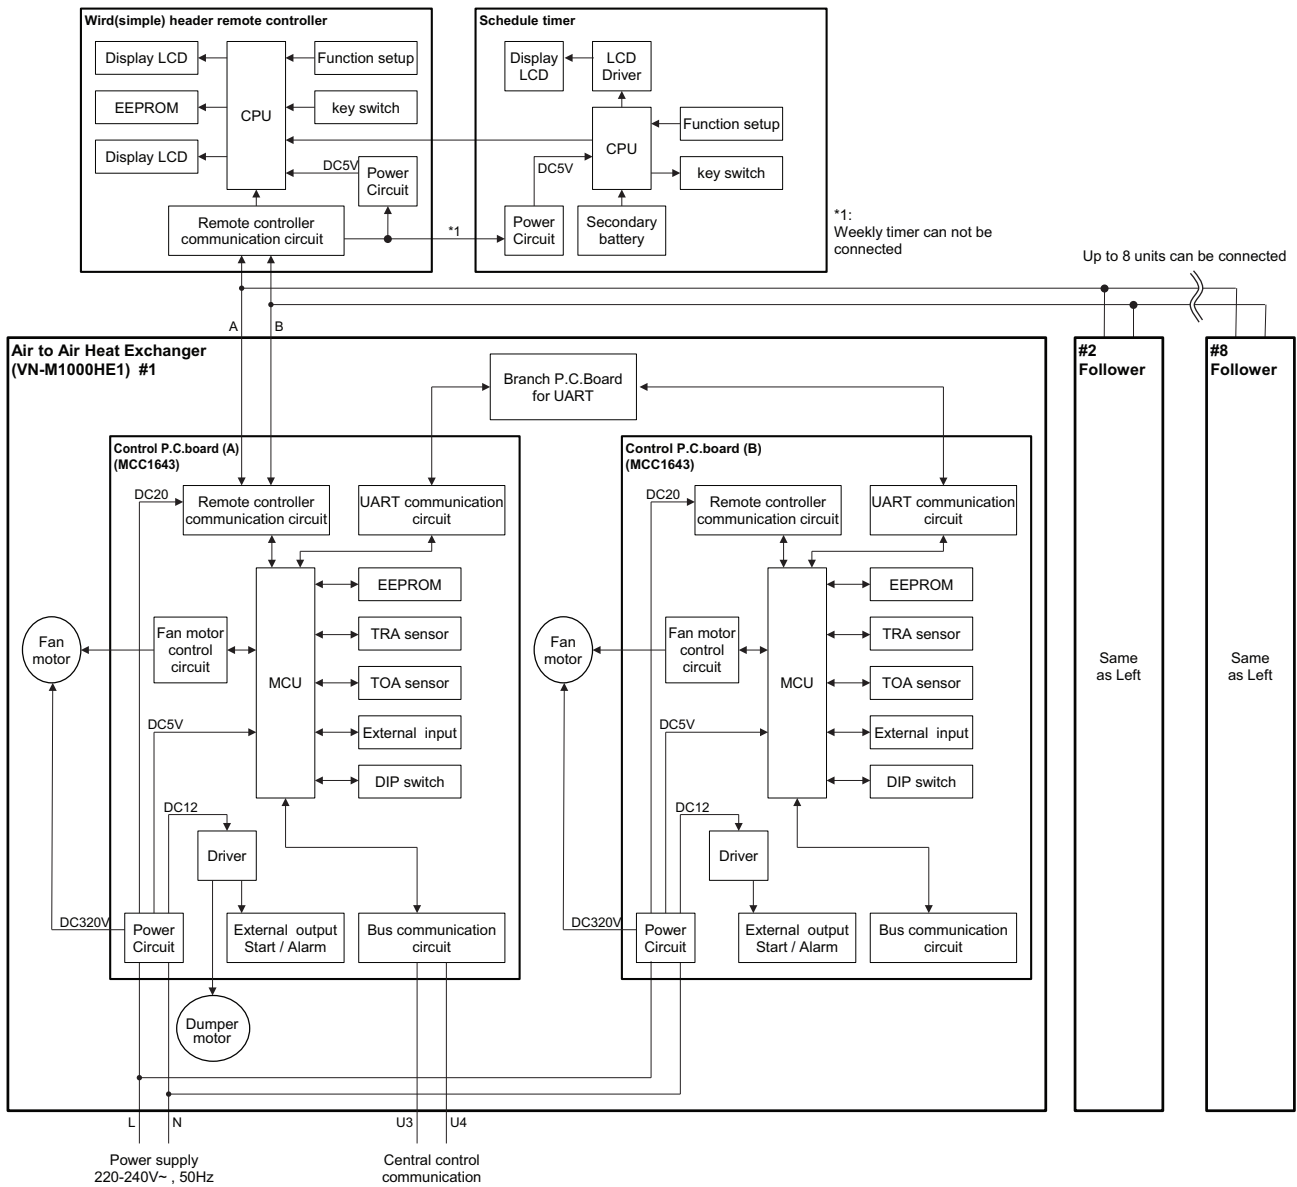 Wird(simple) header remote controller
Display LCD
EEPROM
Display LCD
CPU
Function setup
key switch
DC5V
Power
Circuit
Remote controller
communication circuit
*1
Schedule timer
Display
LCD
LCD
Driver
CPU
Function setup
key switch
DC5V
Power
Circuit
Secondary
battery
*1:
Weekly timer can not be
connected
Up to 8 units can be connected
A
B
Air to Air Heat Exchanger
(VN-M1000HE1) #1
Branch P.C.Board
for UART
Control P.C.board (A)
(MCC1643)
DC20
Remote controller
communication circuit
UART communication
circuit
EEPROM
TRA sensor
TOA sensor
External input
DIP switch
MCU
Fan
motor
Fan motor
control
circuit
DC5V
DC12
Driver
DC320V
Power
Circuit
External output
Start / Alarm
Bus communication
circuit
Dumper
motor
Control P.C.board (B)
(MCC1643)
DC20
Remote controller
communication circuit
UART communication
circuit
EEPROM
TRA sensor
TOA sensor
External input
DIP switch
MCU
Fan
motor
Fan motor
control
circuit
DC5V
DC12
Driver
DC320V
Power
Circuit
External output
Start / Alarm
Bus communication
circuit
#2
Follower
Same
as Left
#8
Follower
Same
as Left
L
N
U3
U4
Power supply
220-240V~ , 50Hz
Central control
communication